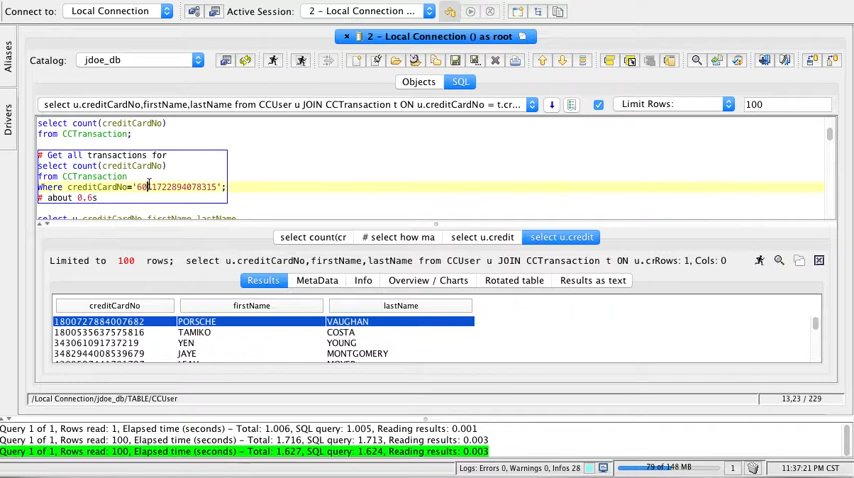 Connect to: Local Connection Active Session: 2 - Local Connection ...
Aliases
Drivers
2 - Local Connection () as root
Catalog: jdoe_db
Objects SQL
select u.creditCardNo,firstName,lastName from CCUser u JOIN CCTransaction t ON u.creditCardNo = t.cr... Limit Rows: 100
select count(creditCardNo)
from CCTransaction;
# Get all transactions for
select count(creditCardNo)
from CCTransaction
Where creditCardNo='6011722894078315';
# about 0.6s
select u.creditCardNo,firstName,lastName
select count(cr # select how ma select u.credit select u.credit
Limited to 100 rows; select u.creditCardNo,firstName,lastName from CCUser u JOIN CCTransaction t ON u.crRows: 1, Cols: 0
Results MetaData Info Overview / Charts Rotated table Results as text
creditCardNo firstName lastName
1800727884007682 PORSCHE VAUGHAN
1800535637575816 TAMIKO COSTA
343061091737219 YEN YOUNG
3482944008539679 JAYE MONTGOMERY
/Local Connection/jdoe_db/TABLE/CCUser 13,23 / 229
Query 1 of 1, Rows read: 1, Elapsed time (seconds) - Total: 1.006, SQL query: 1.005, Reading results: 0.001
Query 1 of 1, Rows read: 100, Elapsed time (seconds) - Total: 1.716, SQL query: 1.713, Reading results: 0.003
Query 1 of 1, Rows read: 100, Elapsed time (seconds) - Total: 1.627, SQL query: 1.624, Reading results: 0.003
Logs: Errors 0, Warnings 0, Infos 28 79 of 148 MB 1 11:37:21 PM CST